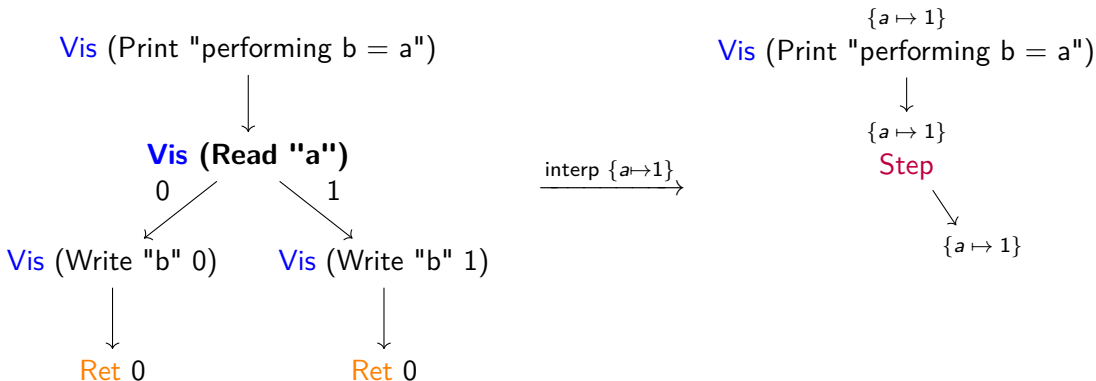 Vis (Print "performing b = a")
Vis (Read "a")
0 1
Vis (Write "b" 0) Vis (Write "b" 1)
Ret 0 Ret 0
interp {a↦1}
{a ↦ 1}
Vis (Print "performing b = a")
{a ↦ 1}
Step
{a ↦ 1}